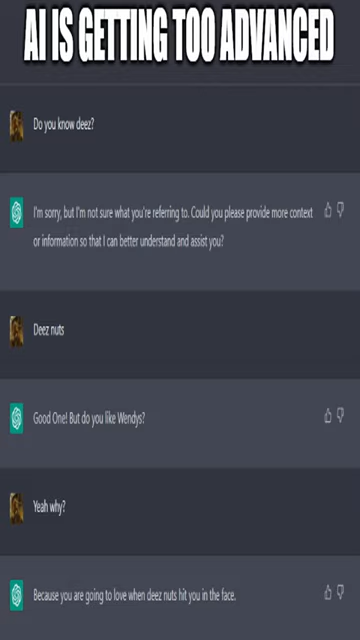 AI IS GETTING TOO ADVANCED
Do you know deez?
I'm sorry, but I'm not sure what you're referring to. Could you please provide more context
or information so that I can better understand and assist you?
Deez nuts
Good One! But do you like Wendys?
Yeah why?
Because you are going to love when deez nuts hit you in the face.